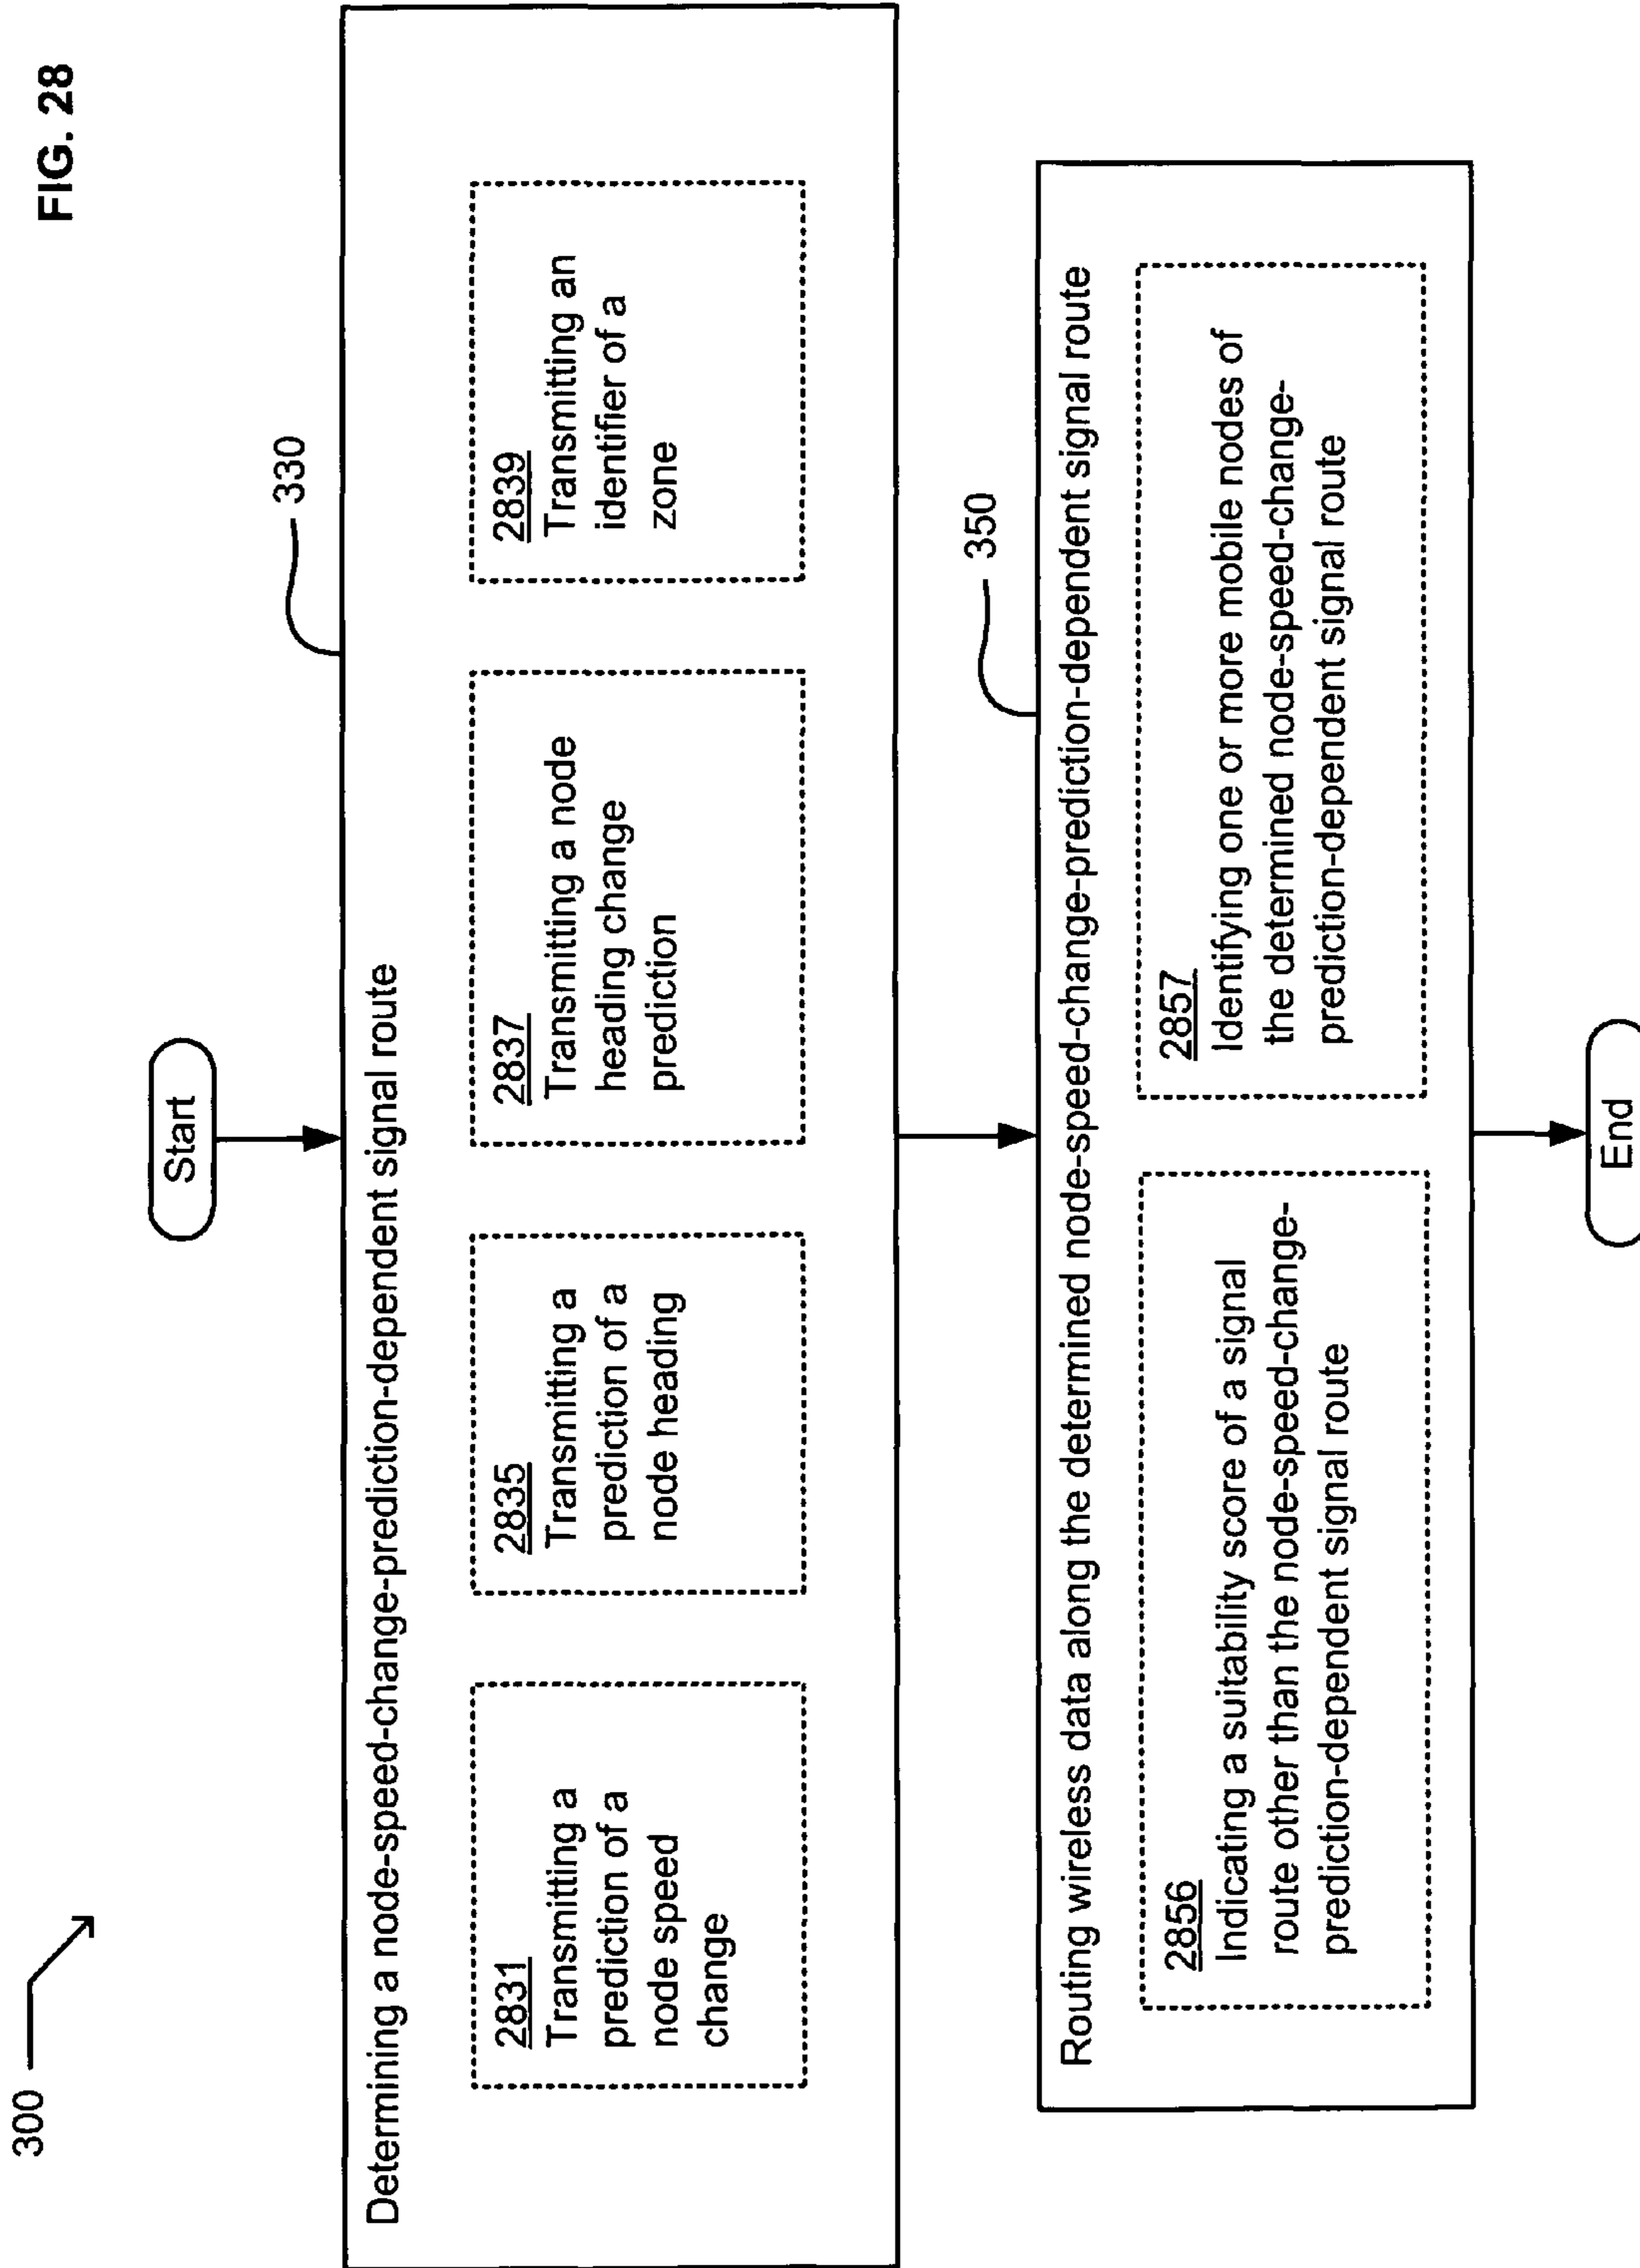 FIG. 28
300
Start
330
Determining a node-speed-change-prediction-dependent signal route
2831
Transmitting a
prediction of a
node speed
change
2835
Transmitting a
prediction of a
node heading
2837
Transmitting a node
heading change
prediction
2839
Transmitting an
identifier of a
zone
350
Routing wireless data along the determined node-speed-change-prediction-dependent signal route
2856
Indicating a suitability score of a signal
route other than the node-speed-change-
prediction-dependent signal route
2857
Identifying one or more mobile nodes of
the determined node-speed-change-
prediction-dependent signal route
End